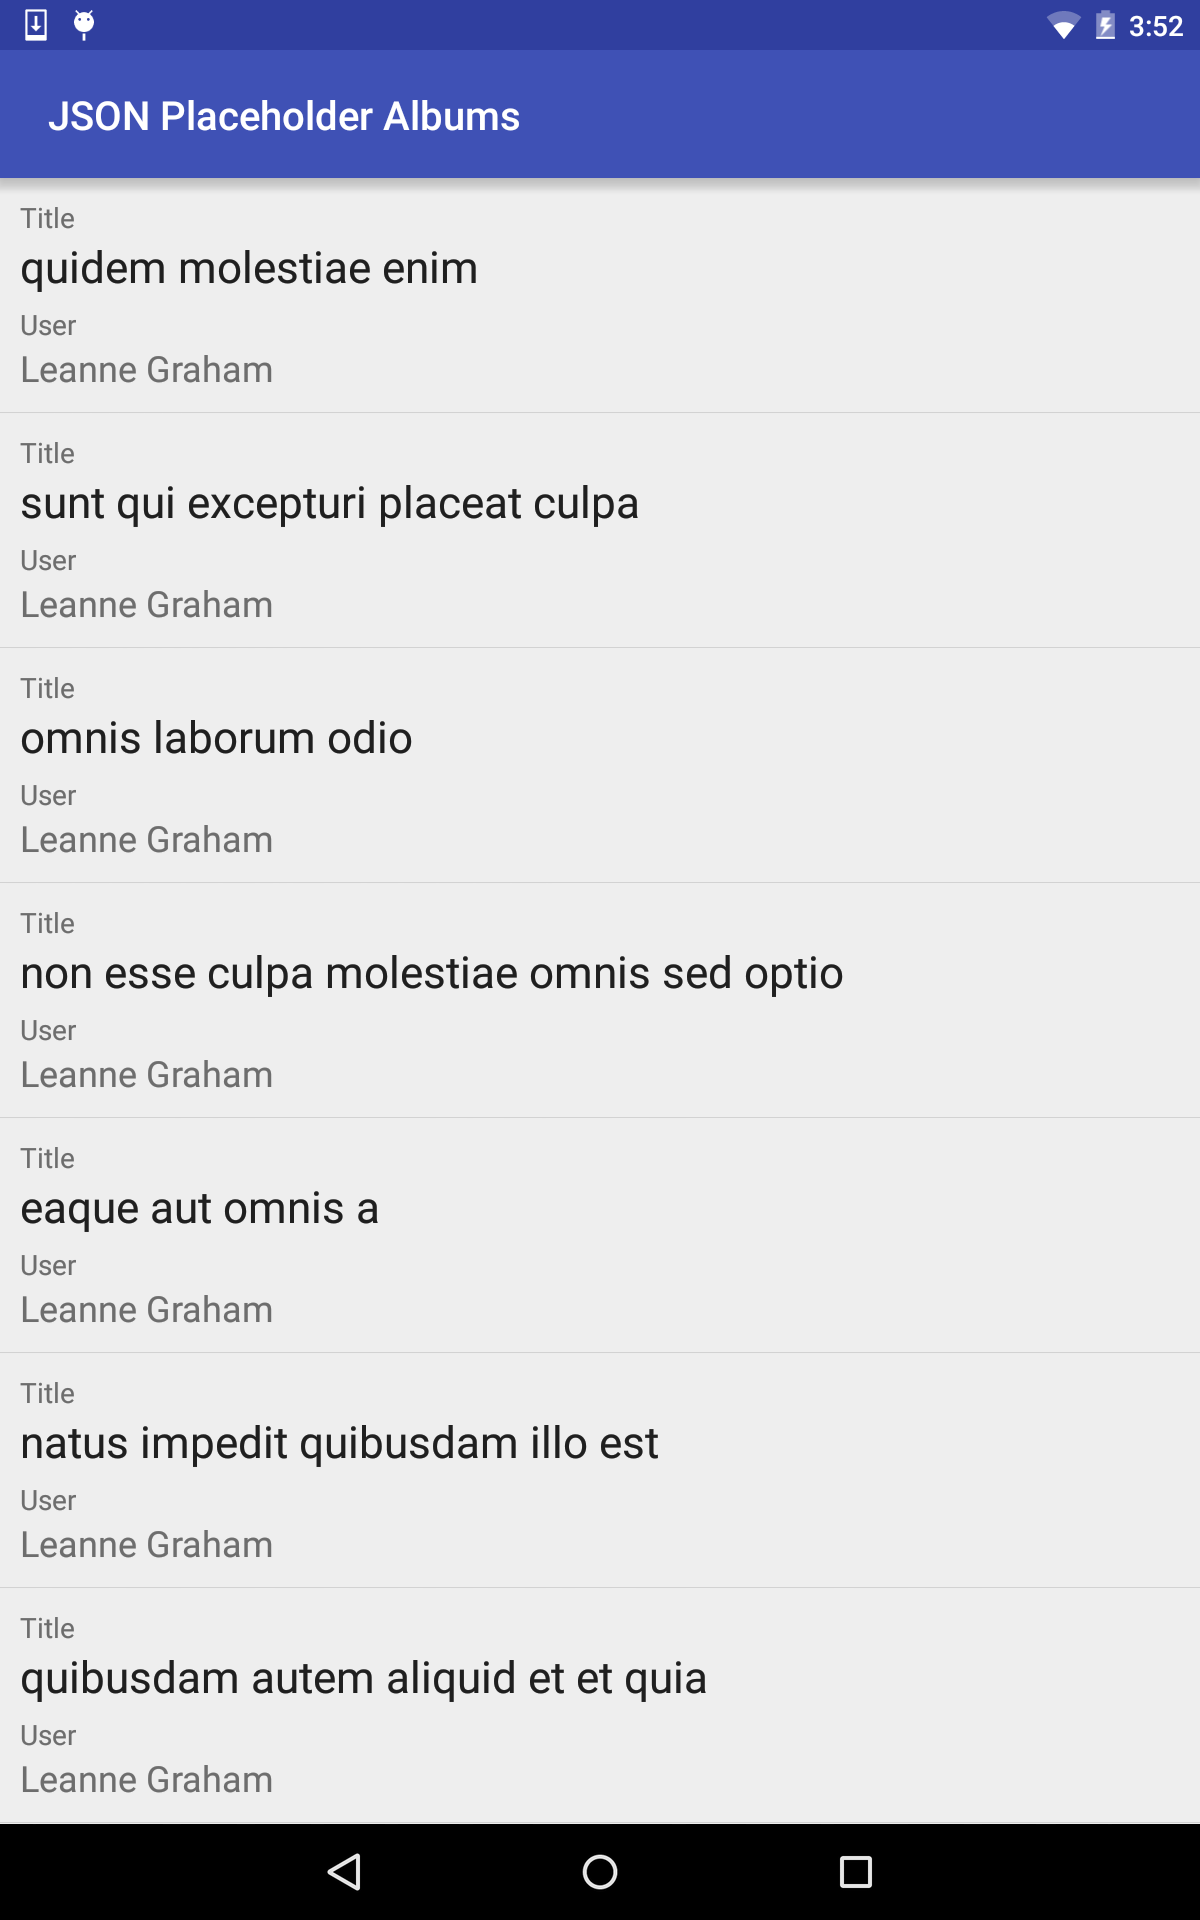 3:52
JSON Placeholder Albums
Title
quidem molestiae enim
User
Leanne Graham
Title
sunt qui excepturi placeat culpa
User
Leanne Graham
Title
omnis laborum odio
User
Leanne Graham
Title
non esse culpa molestiae omnis sed optio
User
Leanne Graham
Title
eaque aut omnis a
User
Leanne Graham
Title
natus impedit quibusdam illo est
User
Leanne Graham
Title
quibusdam autem aliquid et et quia
User
Leanne Graham